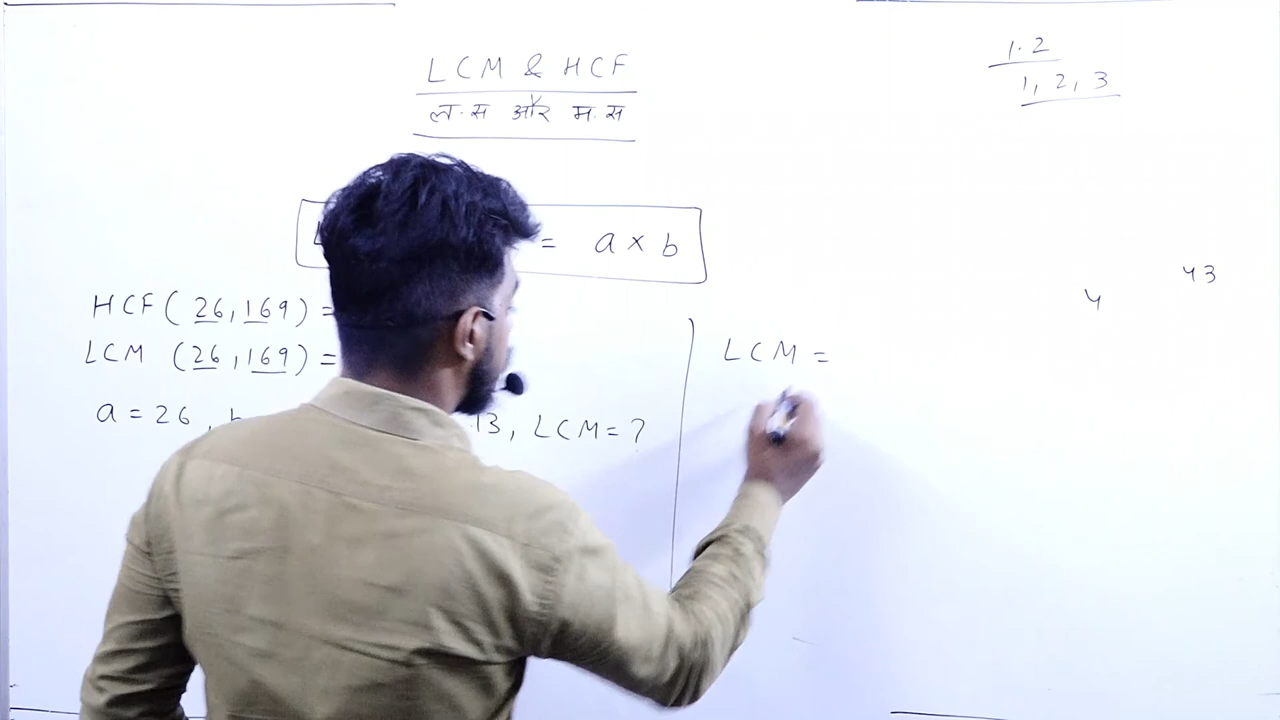 LCM & HCF
ल.स और म.स
1.2
1, 2, 3
= a × b
HCF (26, 169) =
LCM (26, 169) =
a = 26 , 13, LCM = ?
LCM =
4
43